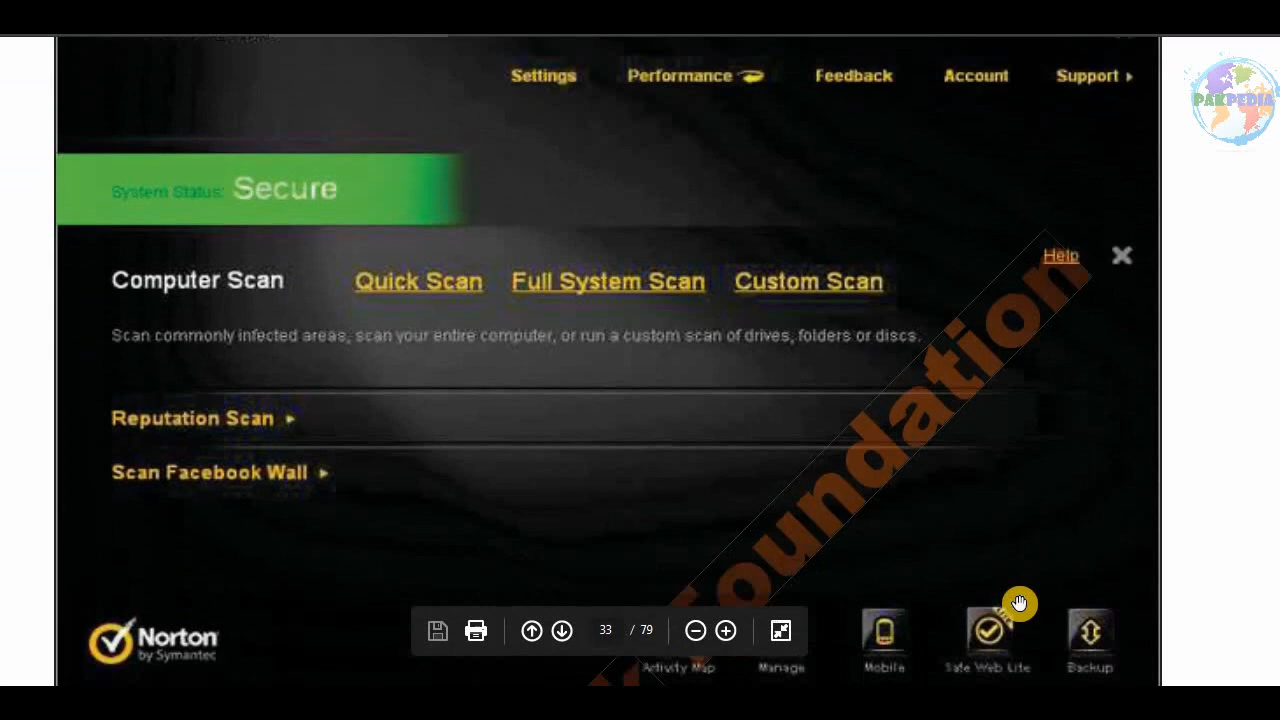 Settings Performance Feedback Account Support
PAKPEDIA
System Status: Secure
Help
Computer Scan Quick Scan Full System Scan Custom Scan
Scan commonly infected areas, scan your entire computer, or run a custom scan of drives, folders or discs.
Reputation Scan
Scan Facebook Wall
Foundation
33 / 79
Norton
by Symantec
Activity Map Manage Mobile Safe Web Lite Backup